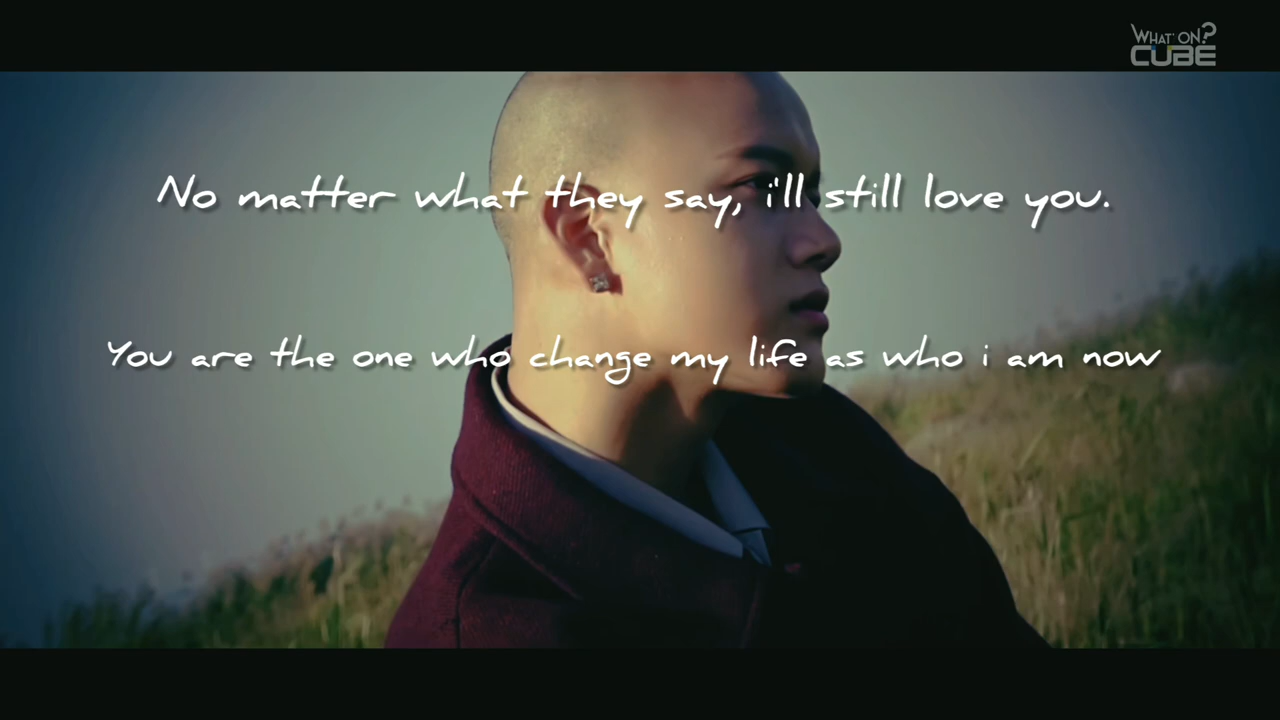 WHAT' ON?
CUBE
No matter what they say, i'll still love you.
You are the one who change my life as who i am now